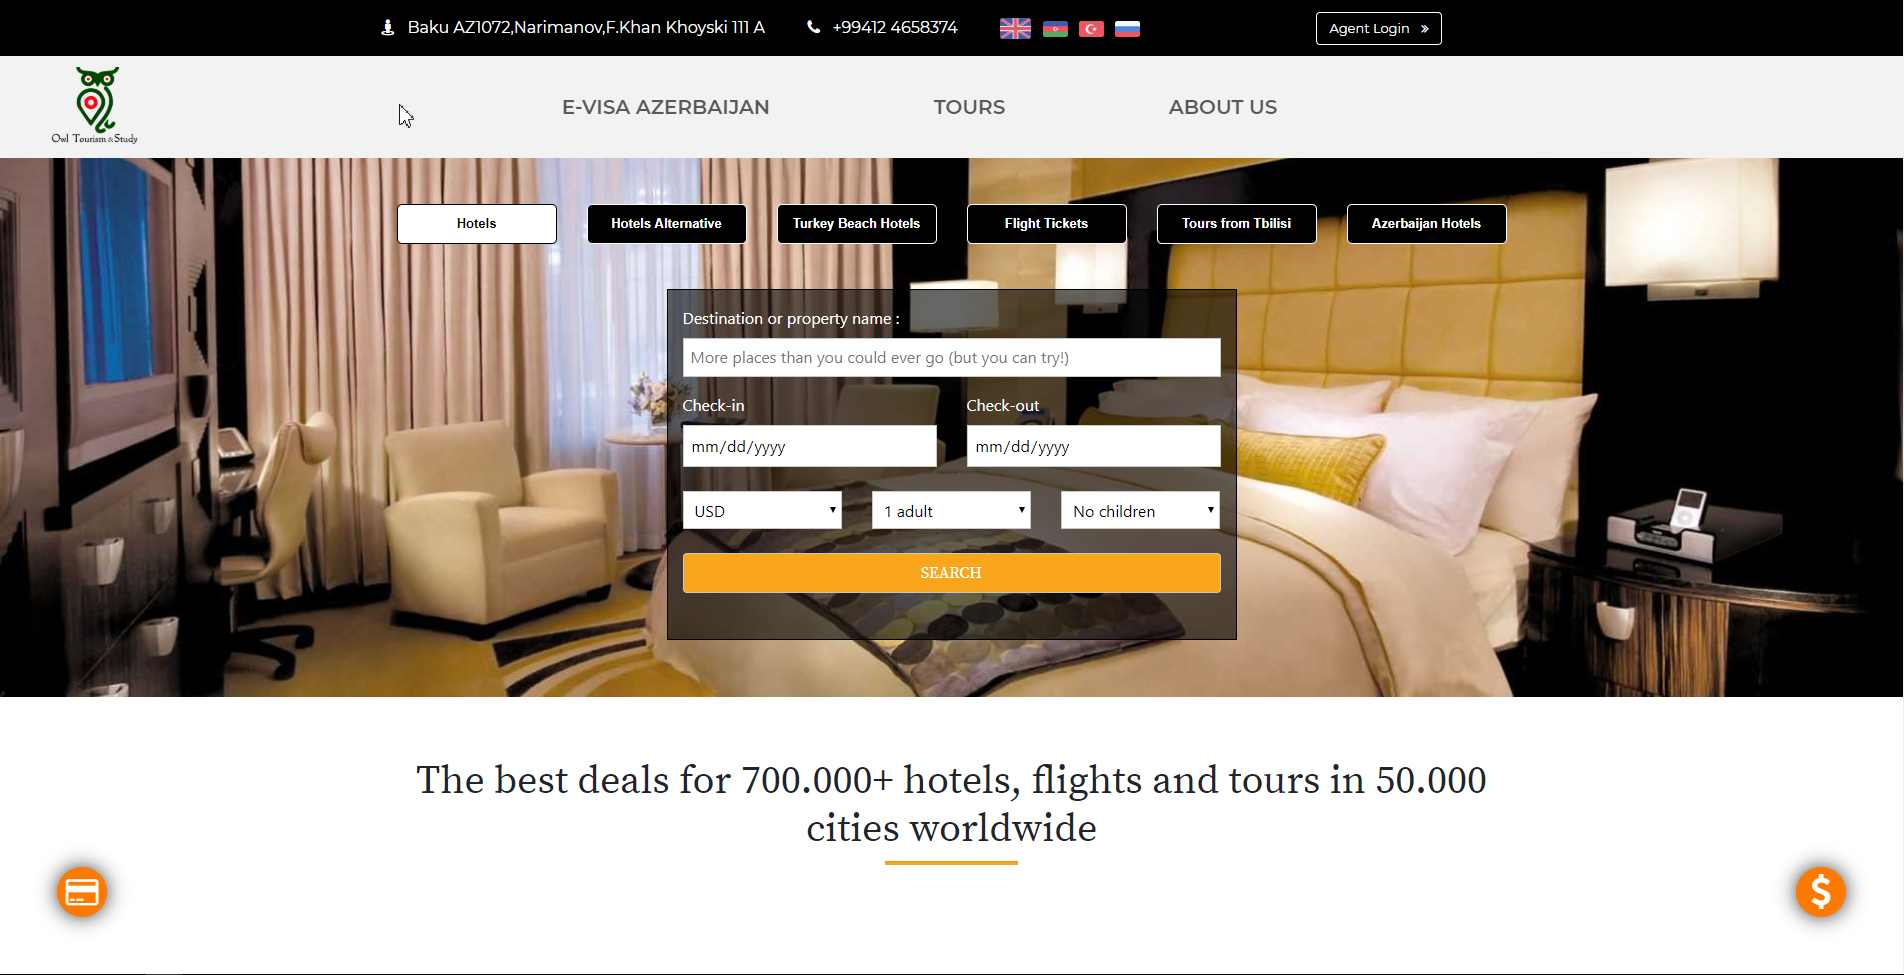 Baku AZ1072,Narimanov,F.Khan Khoyski 111 A
+99412 4658374
Agent Login »
Owl Tourism & Study
E-VISA AZERBAIJAN
TOURS
ABOUT US
Hotels
Hotels Alternative
Turkey Beach Hotels
Flight Tickets
Tours from Tbilisi
Azerbaijan Hotels
Destination or property name :
More places than you could ever go (but you can try!)
Check-in
Check-out
mm/dd/yyyy
mm/dd/yyyy
USD
1 adult
No children
SEARCH
The best deals for 700.000+ hotels, flights and tours in 50.000
cities worldwide
$